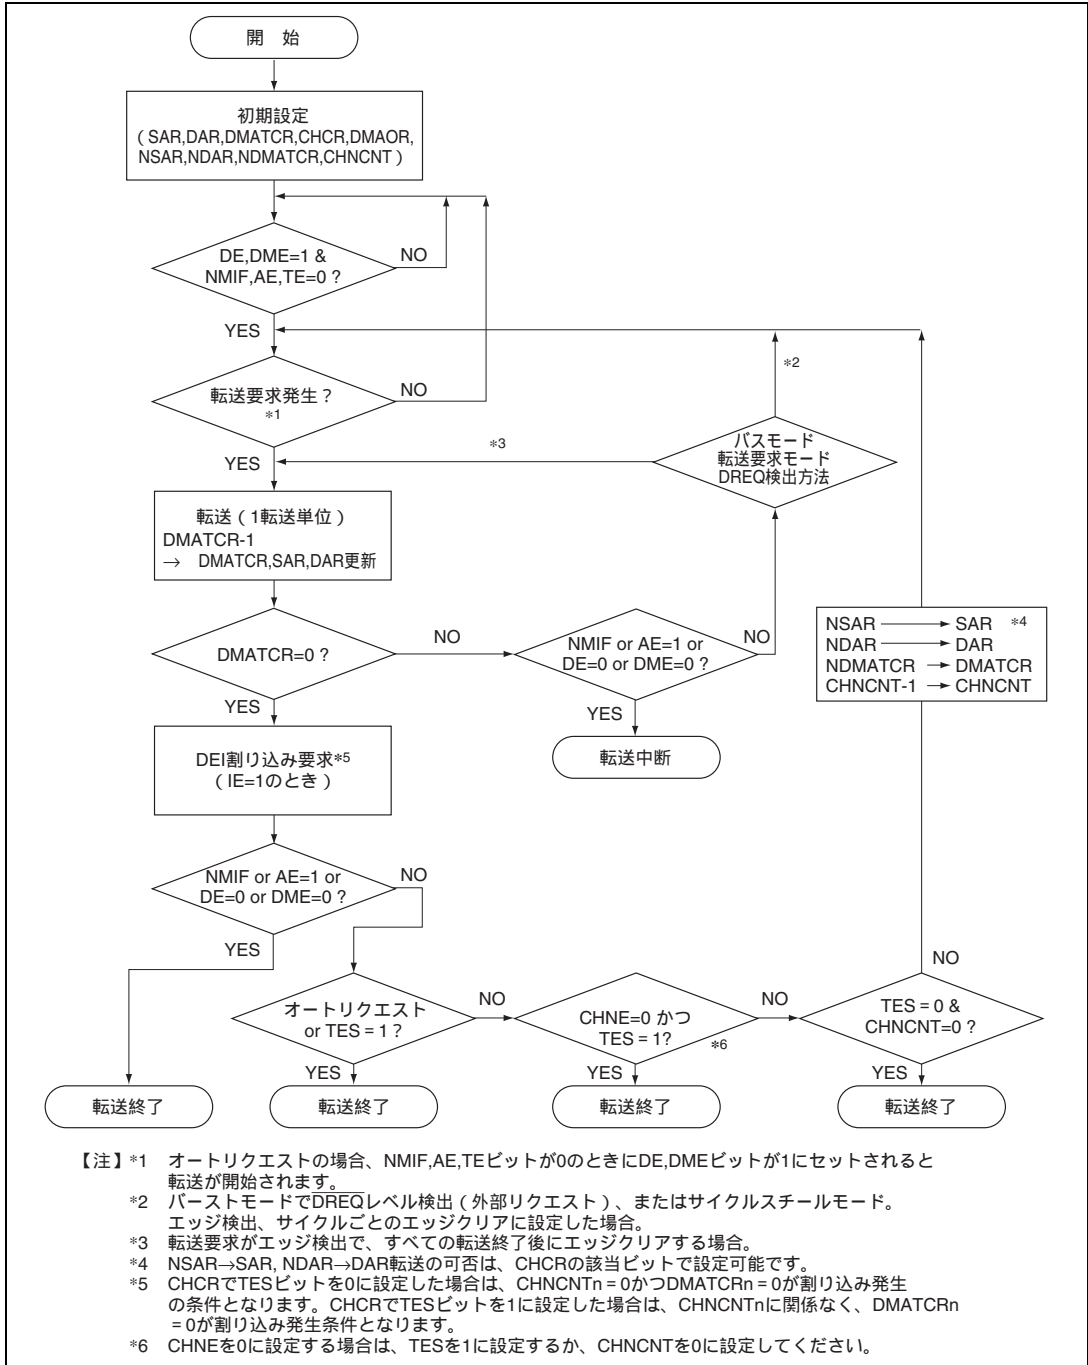 開　始
初期設定
（SAR,DAR,DMATCR,CHCR,DMAOR,
NSAR,NDAR,NDMATCR,CHNCNT）
DE,DME=1 &
NMIF,AE,TE=0 ?
NO
YES
転送要求発生？
*1
NO
*2
バスモード
転送要求モード
DREQ検出方法
*3
YES
転送（1転送単位）
DMATCR-1
→　DMATCR,SAR,DAR更新
DMATCR=0 ?
NO
NMIF or AE=1 or
DE=0 or DME=0 ?
NO
NSAR → SAR *4
NDAR → DAR
NDMATCR → DMATCR
CHNCNT-1 → CHNCNT
YES
YES
転送中断
DEI割り込み要求*5
（IE=1のとき）
NMIF or AE=1 or
DE=0 or DME=0 ?
NO
YES
オートリクエスト
or TES = 1 ?
NO
CHNE=0 かつ
TES = 1?
*6
NO
TES = 0 &
CHNCNT=0 ?
NO
YES
YES
YES
転送終了
転送終了
転送終了
転送終了
【注】*1　オートリクエストの場合、NMIF,AE,TEビットが0のときにDE,DMEビットが1にセットされると
転送が開始されます。
*2　バーストモードでDREQレベル検出（外部リクエスト）、またはサイクルスチールモード。
エッジ検出、サイクルごとのエッジクリアに設定した場合。
*3　転送要求がエッジ検出で、すべての転送終了後にエッジクリアする場合。
*4　NSAR→SAR, NDAR→DAR転送の可否は、CHCRの該当ビットで設定可能です。
*5　CHCRでTESビットを0に設定した場合は、CHNCNTn = 0かつDMATCRn = 0が割り込み発生
の条件となります。CHCRでTESビットを1に設定した場合は、CHNCNTnに関係なく、DMATCRn
= 0が割り込み発生条件となります。
*6　CHNEを0に設定する場合は、TESを1に設定するか、CHNCNTを0に設定してください。